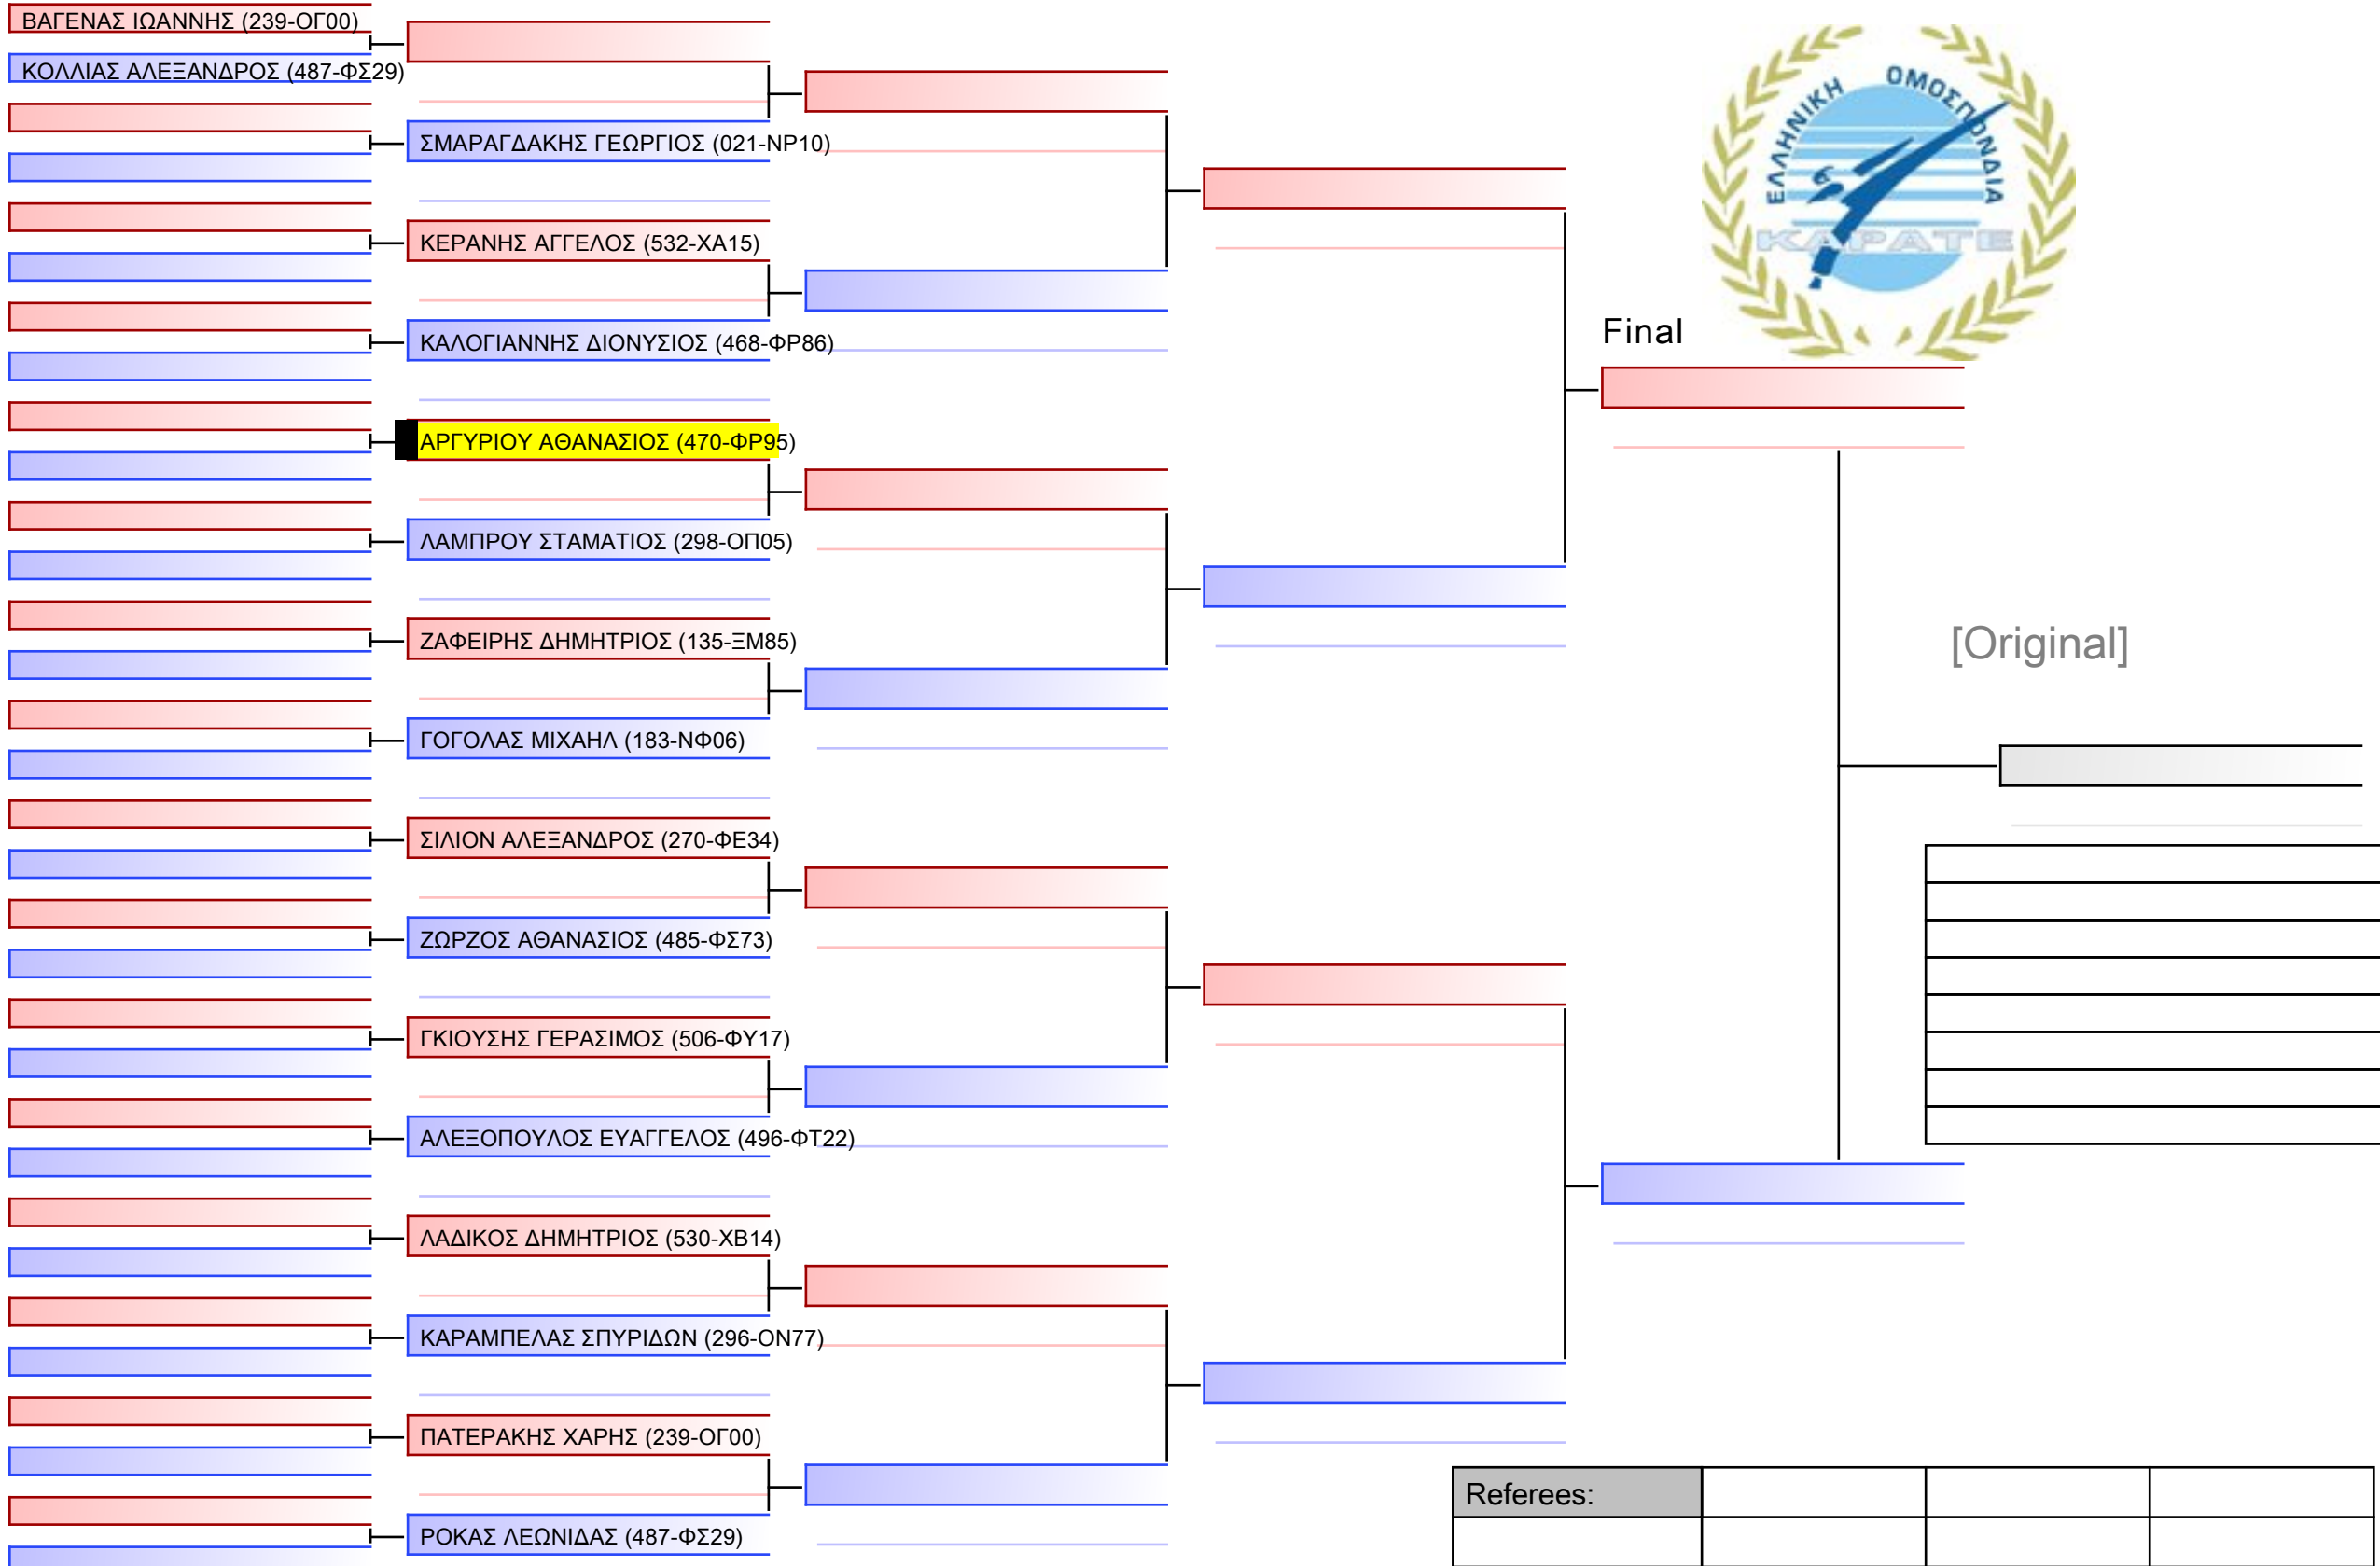 ΒΑΓΕΝΑΣ ΙΩΑΝΝΗΣ (239-ΟΓ00)
ΚΟΛΛΙΑΣ ΑΛΕΞΑΝΔΡΟΣ (487-ΦΣ29)
ΣΜΑΡΑΓΔΑΚΗΣ ΓΕΩΡΓΙΟΣ (021-ΝΡ10)
ΚΕΡΑΝΗΣ ΑΓΓΕΛΟΣ (532-ΧΑ15)
ΚΑΛΟΓΙΑΝΝΗΣ ΔΙΟΝΥΣΙΟΣ (468-ΦΡ86)
ΑΡΓΥΡΙΟΥ ΑΘΑΝΑΣΙΟΣ (470-ΦΡ95)
ΛΑΜΠΡΟΥ ΣΤΑΜΑΤΙΟΣ (298-ΟΠ05)
ΖΑΦΕΙΡΗΣ ΔΗΜΗΤΡΙΟΣ (135-ΞΜ85)
ΓΟΓΟΛΑΣ ΜΙΧΑΗΛ (183-ΝΦ06)
ΣΙΛΙΟΝ ΑΛΕΞΑΝΔΡΟΣ (270-ΦΕ34)
ΖΩΡΖΟΣ ΑΘΑΝΑΣΙΟΣ (485-ΦΣ73)
ΓΚΙΟΥΣΗΣ ΓΕΡΑΣΙΜΟΣ (506-ΦΥ17)
ΑΛΕΞΟΠΟΥΛΟΣ ΕΥΑΓΓΕΛΟΣ (496-ΦΤ22)
ΛΑΔΙΚΟΣ ΔΗΜΗΤΡΙΟΣ (530-ΧΒ14)
ΚΑΡΑΜΠΕΛΑΣ ΣΠΥΡΙΔΩΝ (296-ΟΝ77)
ΠΑΤΕΡΑΚΗΣ ΧΑΡΗΣ (239-ΟΓ00)
ΡΟΚΑΣ ΛΕΩΝΙΔΑΣ (487-ΦΣ29)
ΕΛΛΗΝΙΚΗ ΟΜΟΣΠΟΝΔΙΑ
ΚΑΡΑΤΕ
Final
[Original]
Referees: